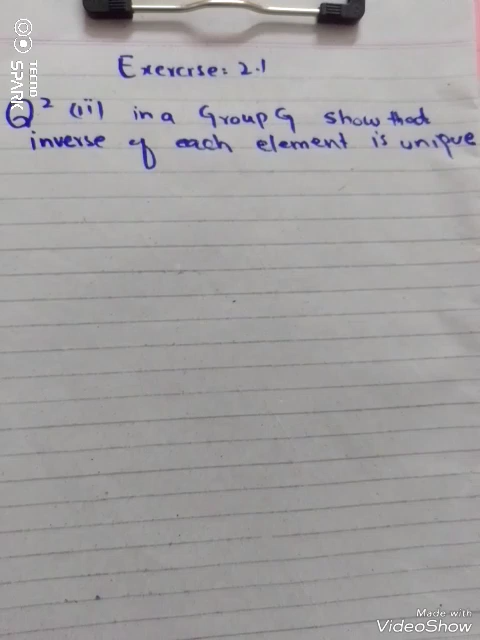 TECNO
SPARK
Exercise: 2.1
Q2 (ii) in a Group G show that
inverse of each element is unique
Made with
VideoShow